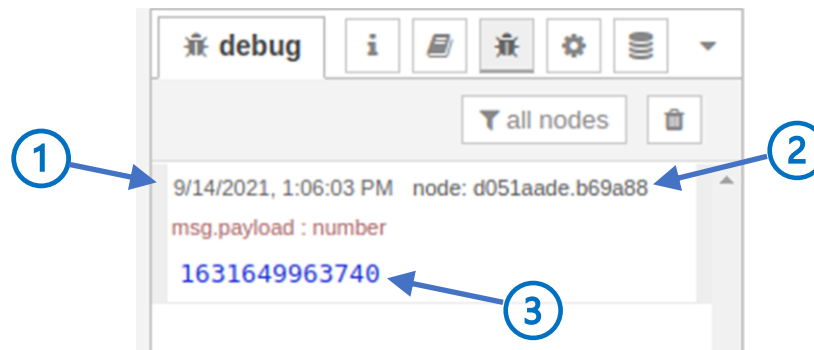 debug
all nodes
1
2
9/14/2021, 1:06:03 PM node: d051aade.b69a88
msg.payload : number
1631649963740
3